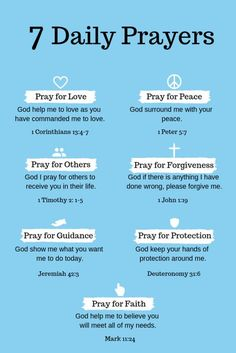 7 Daily Prayers
Pray for Love
God help me to love as you
have commanded me to love.
1 Corinthians 13:4-7
Pray for Peace
God surround me with your
peace.
1 Peter 5:7
Pray for Others
God I pray for others to
receive you in their life.
1 Timothy 2: 1-5
Pray for Forgiveness
God if there is anything I have
done wrong, please forgive me.
1 John 1:19
Pray for Guidance
God show me what you want
me to do today.
Jeremiah 42:3
Pray for Protection
God keep your hands of
protection around me.
Deuteronomy 31:6
Pray for Faith
God help me to believe you
will meet all of my needs.
Mark 11:24